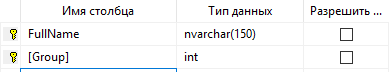 Имя столбца Тип данных Разрешить ...
FullName nvarchar(150)
[Group] int